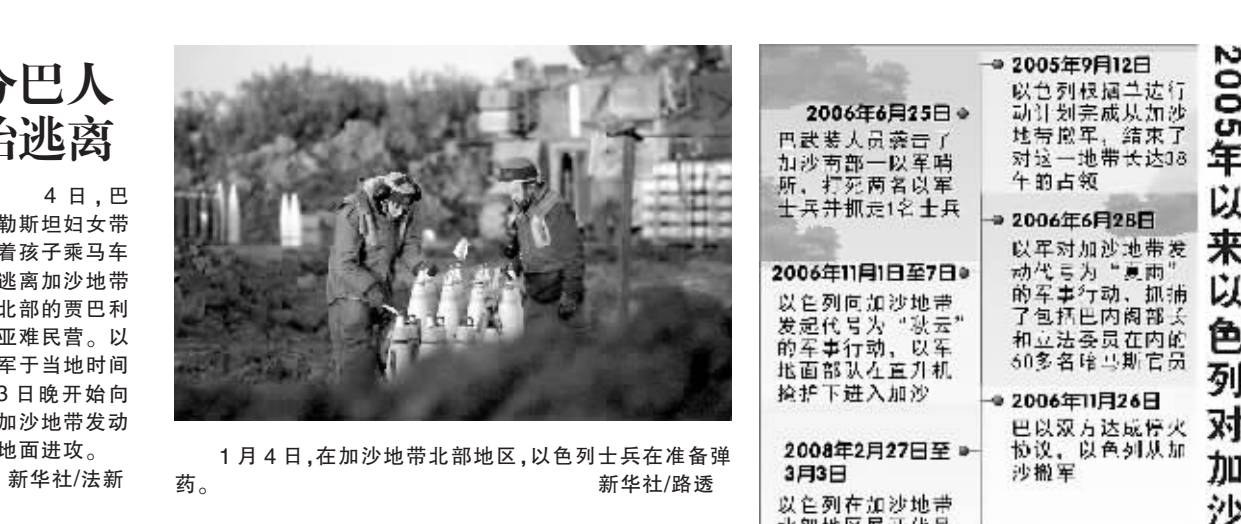 分巴人
始逃离
4日,巴
勒斯坦妇女带
着孩子乘马车
逃离加沙地带
北部的贾巴利
亚难民营。以
军于当地时间
3日晚开始向
加沙地带发动
地面进攻。
新华社/法新
1月4日,在加沙地带北部地区,以色列士兵在准备弹
药。
新华社/路透
2005年9月12日
以色列根据单边行
动计划完成从加沙
地带撤军,结束了
对这一地带长达38
年的占领
2006年6月25日
巴武装人员袭击了
加沙南部一以军哨
所,打死两名以军
士兵并抓走1名士兵
2006年6月28日
以军对加沙地带发
动代号为“夏雨”
的军事行动,抓捕
了包括巴内阁部长
和立法委员在内的
60多名哈马斯官员
2006年11月1日至7日
以色列向加沙地带
发起代号为“秋云”
的军事行动,以军
地面部队在直升机
掩护下进入加沙
2006年11月26日
巴以双方达成停火
协议,以色列从加
沙撤军
2008年2月27日至
3月3日
以色列在加沙地带
2005年以来以色列对加沙